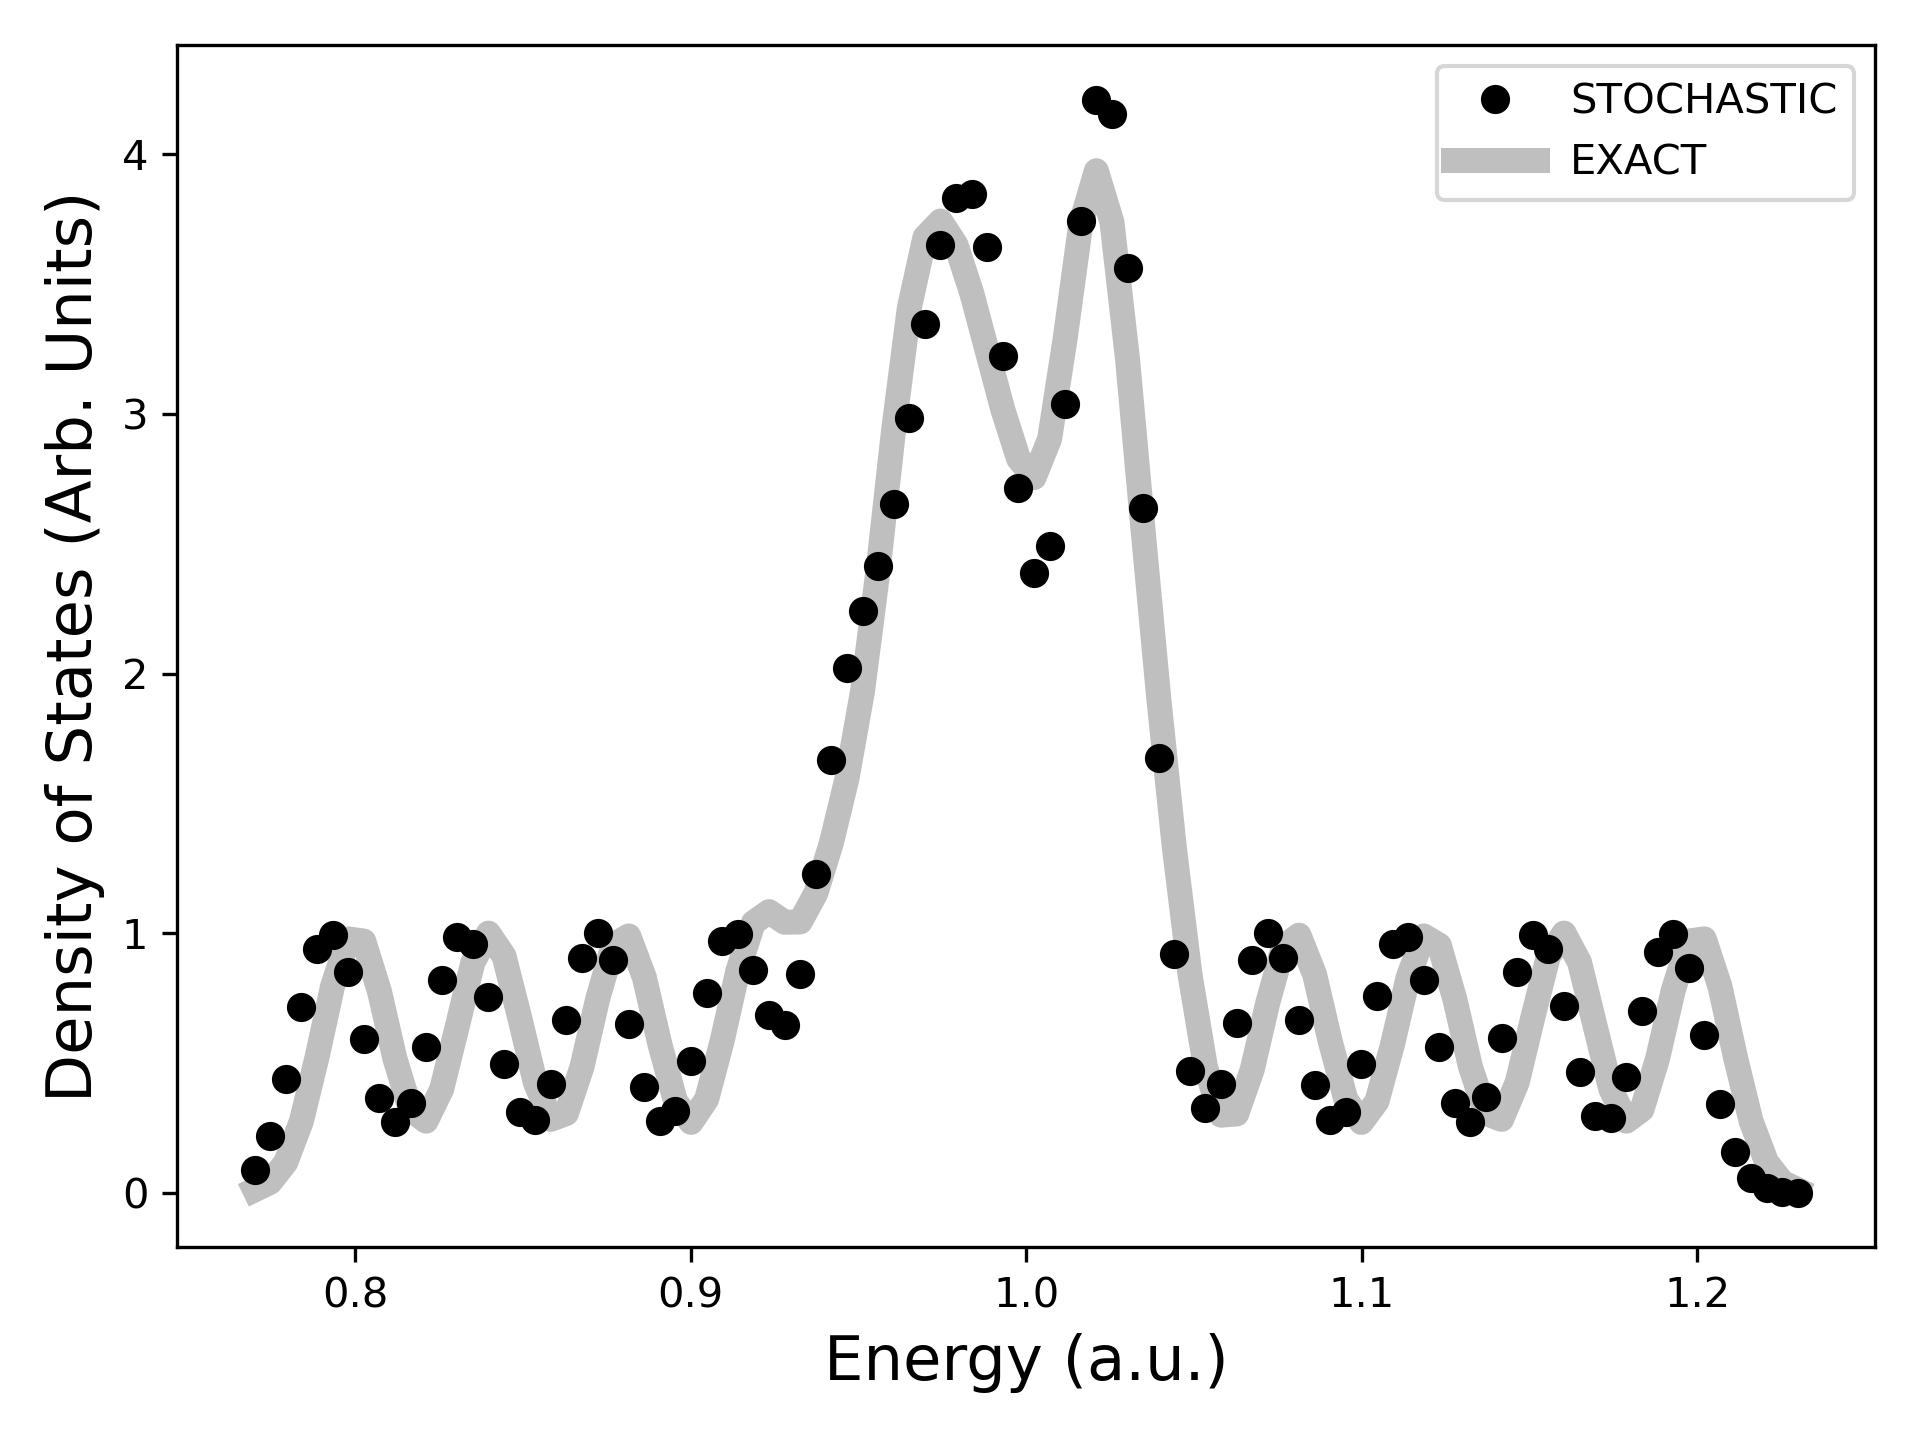 STOCHASTIC
EXACT
Density of States (Arb. Units)
4
3
2
1
0
0.8 0.9 1.0 1.1 1.2
Energy (a.u.)